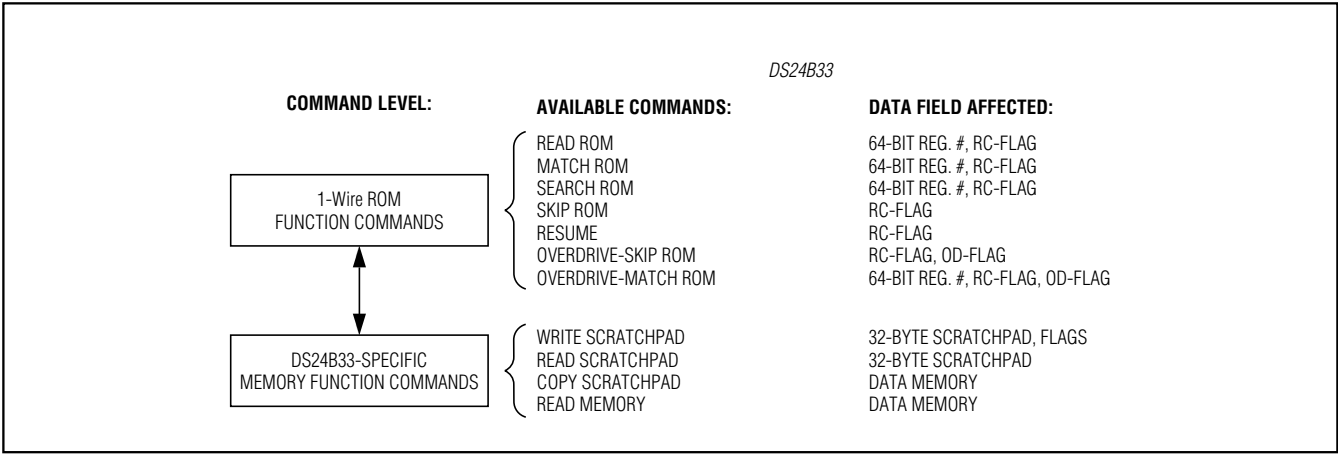 DS24B33
COMMAND LEVEL: AVAILABLE COMMANDS: DATA FIELD AFFECTED:
1-Wire ROM
FUNCTION COMMANDS
READ ROM 64-BIT REG. #, RC-FLAG
MATCH ROM 64-BIT REG. #, RC-FLAG
SEARCH ROM 64-BIT REG. #, RC-FLAG
SKIP ROM RC-FLAG
RESUME RC-FLAG
OVERDRIVE-SKIP ROM RC-FLAG, OD-FLAG
OVERDRIVE-MATCH ROM 64-BIT REG. #, RC-FLAG, OD-FLAG
DS24B33-SPECIFIC
MEMORY FUNCTION COMMANDS
WRITE SCRATCHPAD 32-BYTE SCRATCHPAD, FLAGS
READ SCRATCHPAD 32-BYTE SCRATCHPAD
COPY SCRATCHPAD DATA MEMORY
READ MEMORY DATA MEMORY